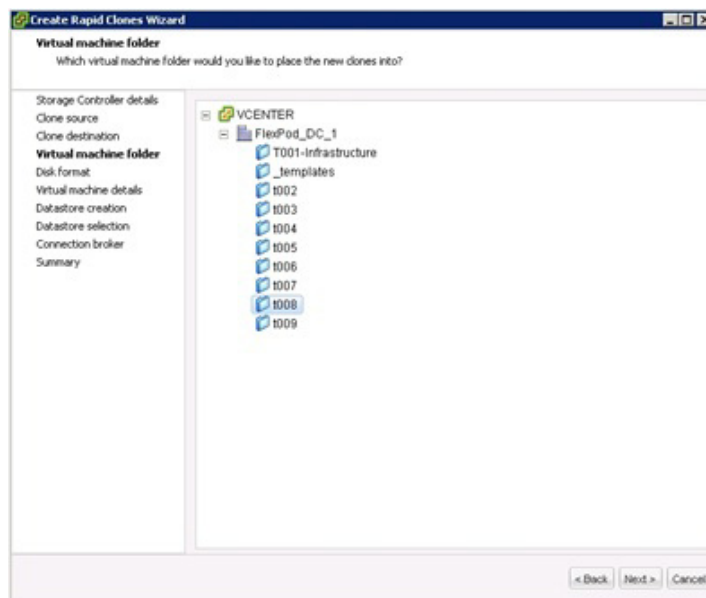 Create Rapid Clones Wizard
Virtual machine folder
Which virtual machine folder would you like to place the new clones into?
Storage Controller details
Clone source
Clone destination
Virtual machine folder
Disk format
Virtual machine details
Datastore creation
Datastore selection
Connection broker
Summary
VCENTER
FlexPod_DC_1
T001-Infrastructure
_templates
t002
t003
t004
t005
t006
t007
t008
t009
< Back Next > Cancel